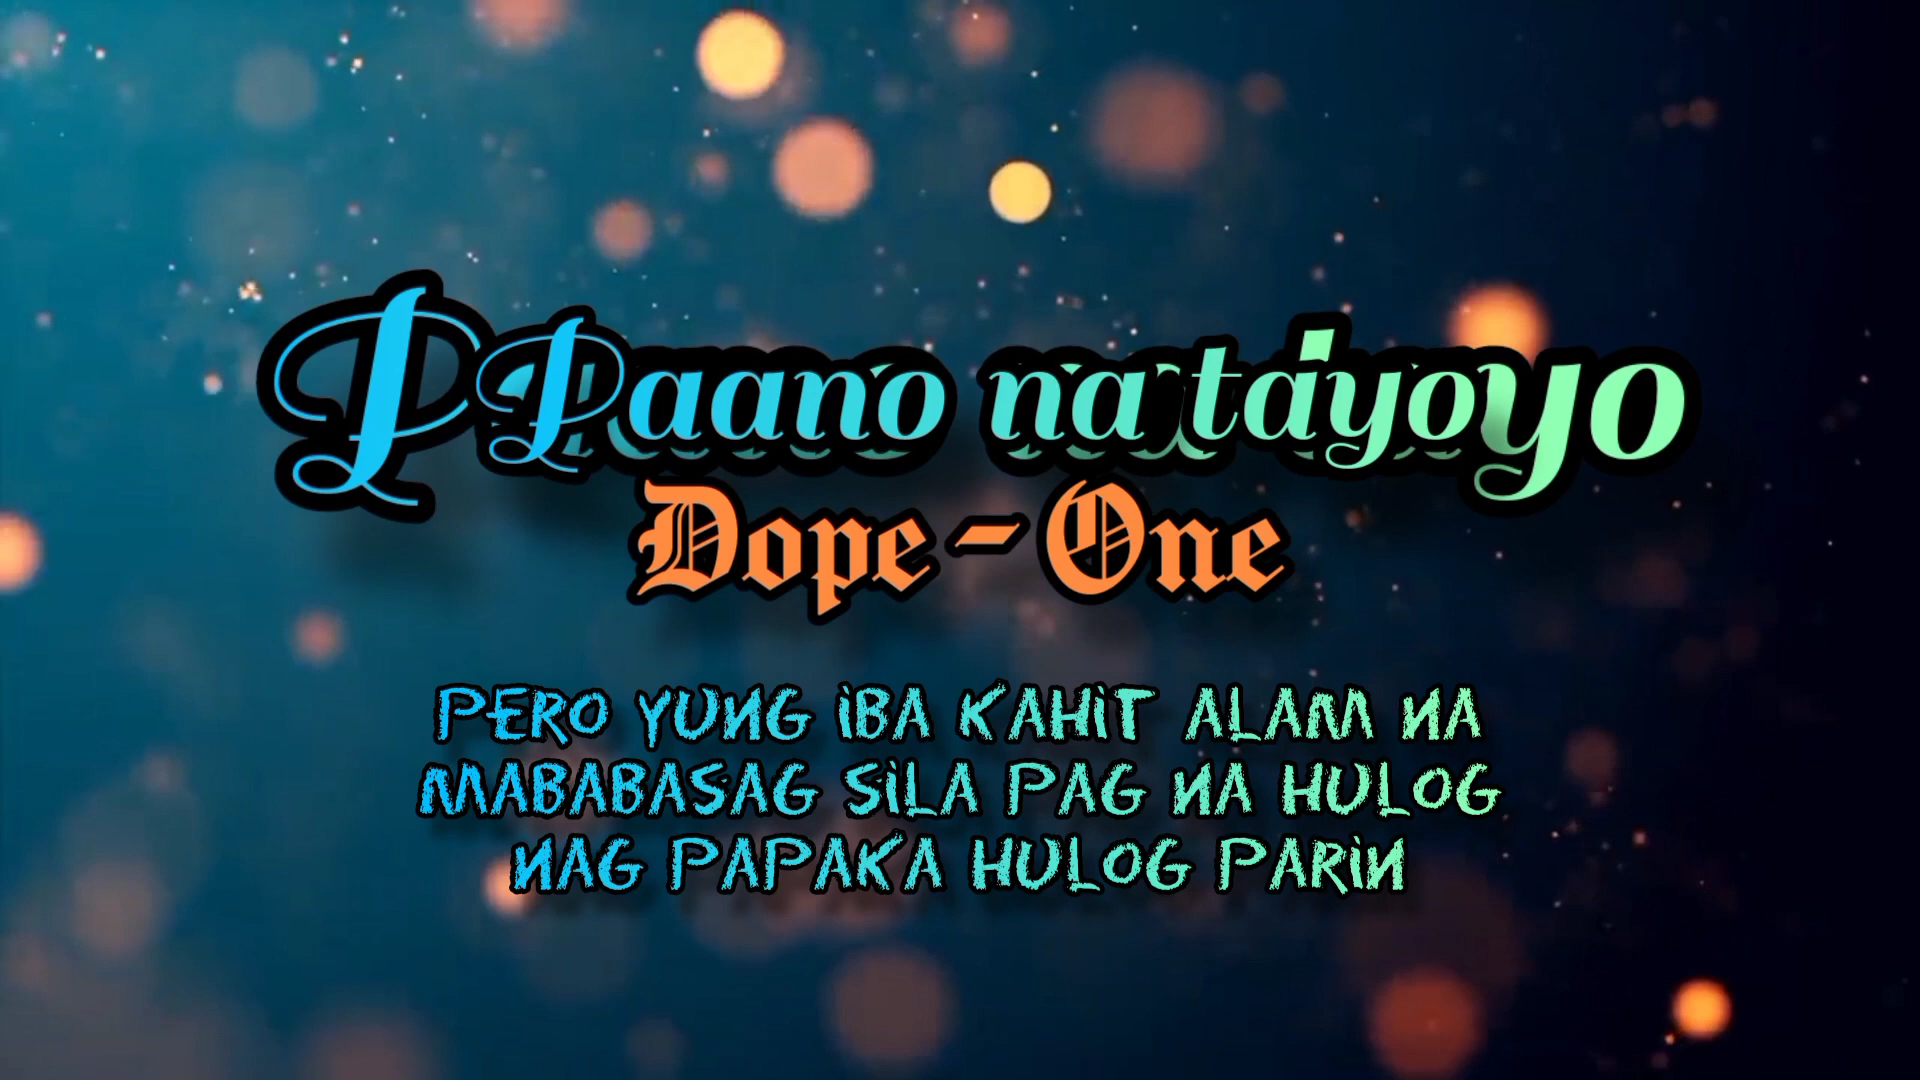 Paano na tayo
Dope - One
PERO YUNG IBA KAHIT ALAM NA
MABABASAG SILA PAG NA HULOG
NAG PAPAKA HULOG PARIN